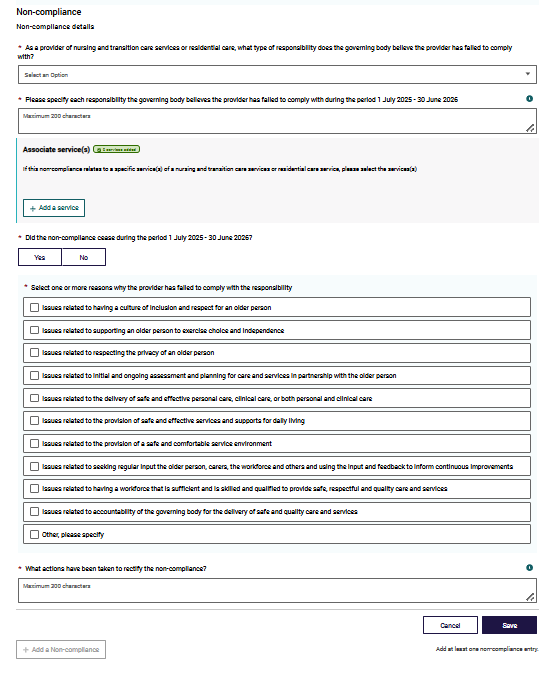 Non-compliance
Non-compliance details
* As a provider of nursing and transition care services or residential care, what type of responsibility does the governing body believe the provider has failed to comply
with?
Select an Option
* Please specify each responsibility the governing body believes the provider has failed to comply with during the period 1 July 2025 - 30 June 2026
Maximum 200 characters
Associate service(s)
If this non-compliance relates to a specific service(s) of a nursing and transition care services or residential care service, please select the services(s)
+ Add a service
* Did the non-compliance cease during the period 1 July 2025 - 30 June 2026?
Yes No
* Select one or more reasons why the provider has failed to comply with the responsibility
Issues related to having a culture of inclusion and respect for an older person
Issues related to supporting an older person to exercise choice and independence
Issues related to respecting the privacy of an older person
Issues related to initial and ongoing assessment and planning for care and services in partnership with the older person
Issues related to the delivery of safe and effective personal care, clinical care, or both personal and clinical care
Issues related to the provision of safe and effective services and supports for daily living
Issues related to the provision of a safe and comfortable service environment
Issues related to seeking regular input the older person, carers, the workforce and others and using the input and feedback to inform continuous improvements
Issues related to having a workforce that is sufficient and is skilled and qualified to provide safe, respectful and quality care and services
Issues related to accountability of the governing body for the delivery of safe and quality care and services
Other, please specify
* What actions have been taken to rectify the non-compliance?
Maximum 200 characters
Cancel Save
+ Add a Non-compliance Add at least one non-compliance entry.